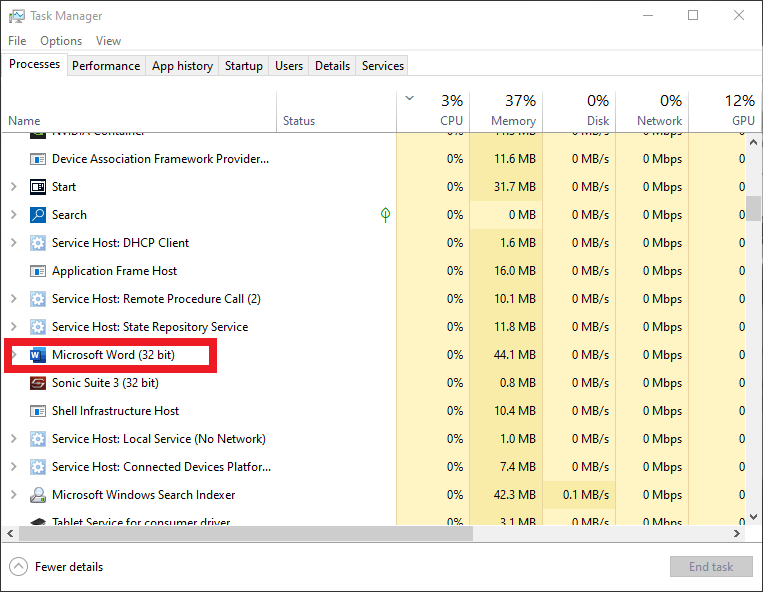 Task Manager
File Options View
Processes Performance App history Startup Users Details Services
3% 37% 0% 0% 12%
Name Status CPU Memory Disk Network GPU
NVIDIA Container 0% 0 MB/s 0 Mbps 0
Device Association Framework Provider... 0% 11.6 MB 0 MB/s 0 Mbps 0
Start 0% 31.7 MB 0 MB/s 0 Mbps 0
Search 0% 0 MB 0 MB/s 0 Mbps 0
Service Host: DHCP Client 0% 1.6 MB 0 MB/s 0 Mbps 0
Application Frame Host 0% 16.0 MB 0 MB/s 0 Mbps 0
Service Host: Remote Procedure Call (2) 0% 10.1 MB 0 MB/s 0 Mbps 0
Service Host: State Repository Service 0% 11.8 MB 0 MB/s 0 Mbps 0
Microsoft Word (32 bit) 0% 44.1 MB 0 MB/s 0 Mbps 0
Sonic Suite 3 (32 bit) 0% 0.8 MB 0 MB/s 0 Mbps 0
Shell Infrastructure Host 0% 10.4 MB 0 MB/s 0 Mbps 0
Service Host: Local Service (No Network) 0% 1.0 MB 0 MB/s 0 Mbps 0
Service Host: Connected Devices Platfor... 0% 7.4 MB 0 MB/s 0 Mbps 0
Microsoft Windows Search Indexer 0% 42.3 MB 0.1 MB/s 0 Mbps 0
Tablet Service for consumer driver 0% 3.1 MB 0 MB/s 0 Mbps 0
Fewer details End task